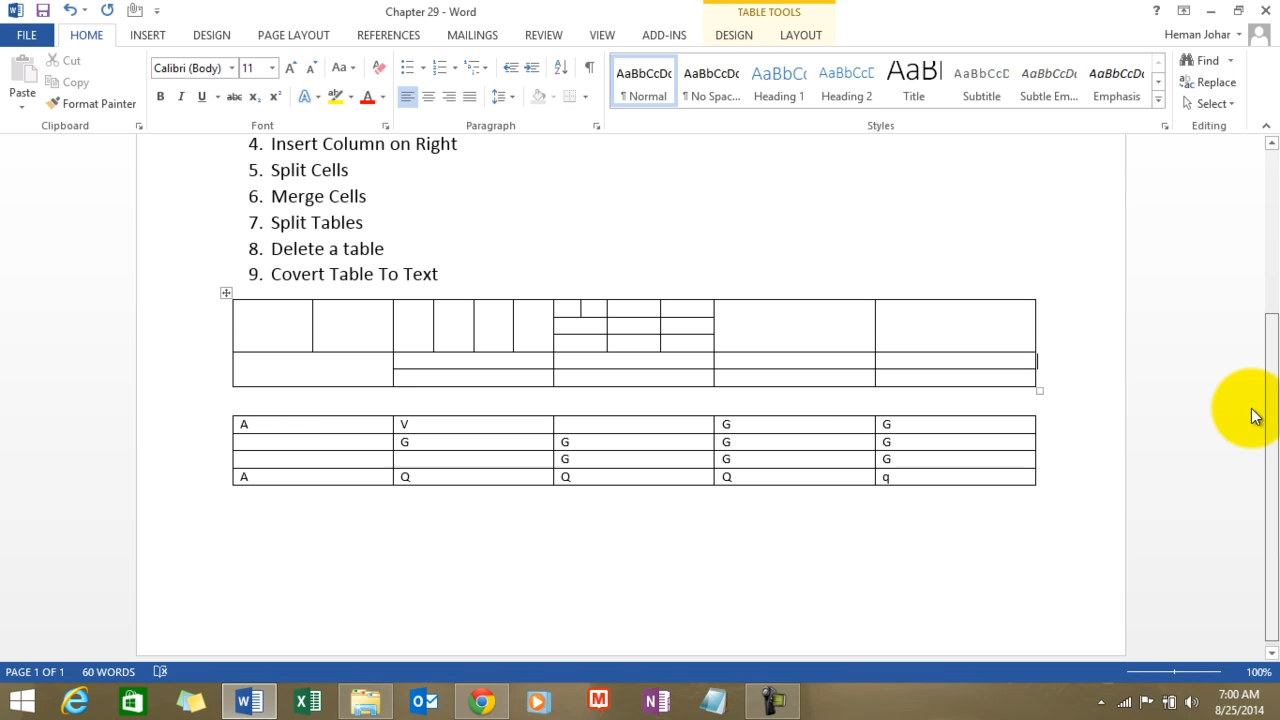 Chapter 29 - Word
TABLE TOOLS
?
FILE HOME INSERT DESIGN PAGE LAYOUT REFERENCES MAILINGS REVIEW VIEW ADD-INS DESIGN LAYOUT Heman Johar
Paste
Cut
Copy
Format Painter
Clipboard
Calibri (Body) 11
Font
Paragraph
AaBbCcDc AaBbCcDc AaBbCc AaBbCcC AaBl AaBbCcD AaBbCcDc AaBbCcDc
¶ Normal ¶ No Spac... Heading 1 Heading 2 Title Subtitle Subtle Em... Emphasis
Styles
Find
Replace
Select
Editing
4. Insert Column on Right
5. Split Cells
6. Merge Cells
7. Split Tables
8. Delete a table
9. Covert Table To Text
A V G G
G G G G
G G G
A Q Q Q q
PAGE 1 OF 1 60 WORDS 100%
7:00 AM
8/25/2014